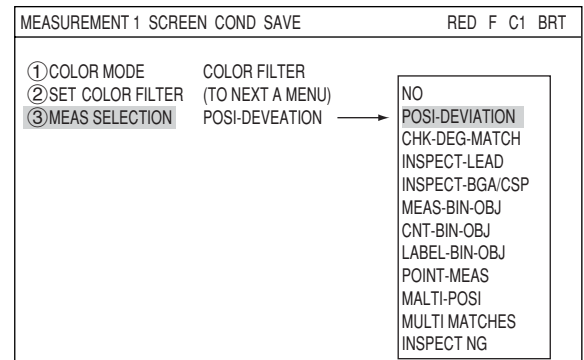 MEASUREMENT 1 SCREEN COND SAVE RED F C1 BRT
①COLOR MODE COLOR FILTER
②SET COLOR FILTER (TO NEXT A MENU)
③MEAS SELECTION POSI-DEVEATION
NO
POSI-DEVIATION
CHK-DEG-MATCH
INSPECT-LEAD
INSPECT-BGA/CSP
MEAS-BIN-OBJ
CNT-BIN-OBJ
LABEL-BIN-OBJ
POINT-MEAS
MALTI-POSI
MULTI MATCHES
INSPECT NG